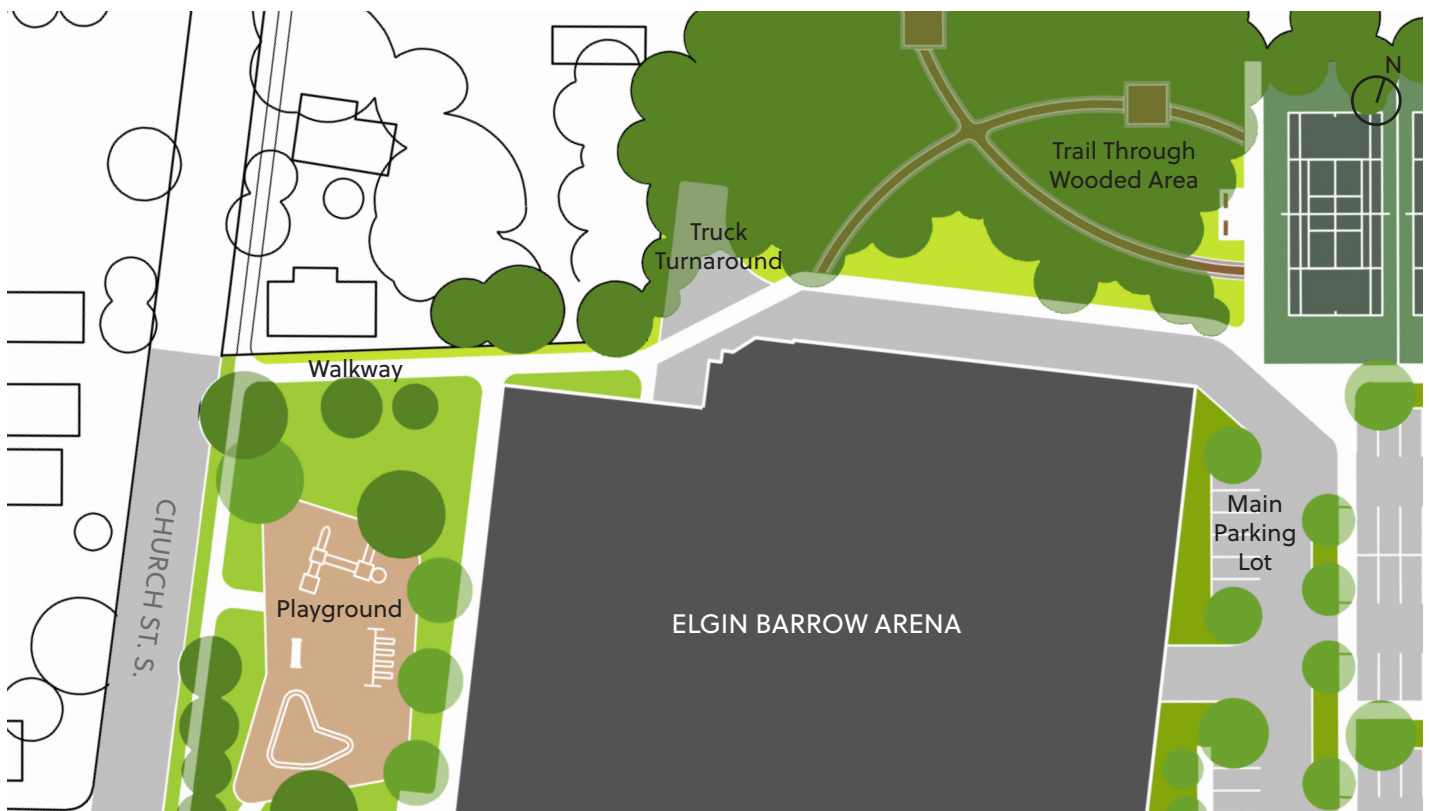 N
Trail Through
Wooded Area
Truck
Turnaround
Walkway
CHURCH ST. S.
Main
Parking
Lot
Playground
ELGIN BARROW ARENA